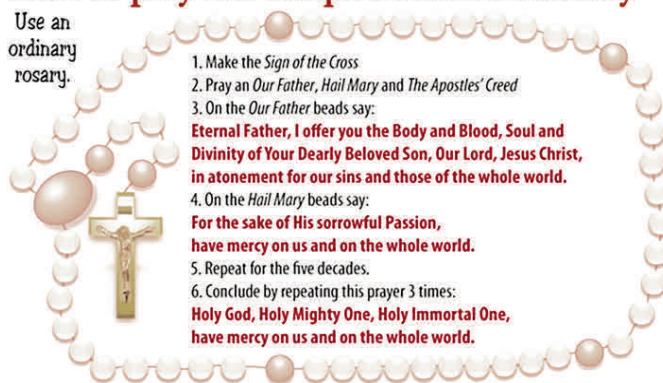 Use an
ordinary
rosary.
1. Make the Sign of the Cross
2. Pray an Our Father, Hail Mary and The Apostles' Creed
3. On the Our Father beads say:
Eternal Father, I offer you the Body and Blood, Soul and
Divinity of Your Dearly Beloved Son, Our Lord, Jesus Christ,
in atonement for our sins and those of the whole world.
4. On the Hail Mary beads say:
For the sake of His sorrowful Passion,
have mercy on us and on the whole world.
5. Repeat for the five decades.
6. Conclude by repeating this prayer 3 times:
Holy God, Holy Mighty One, Holy Immortal One,
have mercy on us and on the whole world.